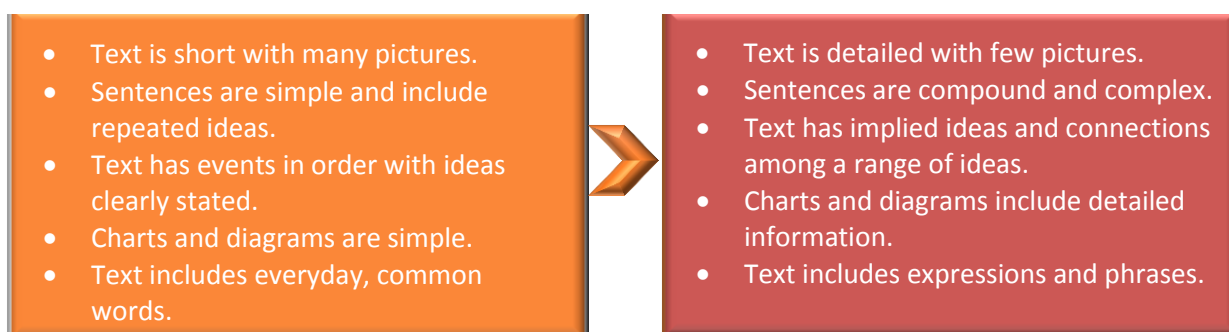 • Text is short with many pictures.
• Sentences are simple and include
repeated ideas.
• Text has events in order with ideas
clearly stated.
• Charts and diagrams are simple.
• Text includes everyday, common
words.
• Text is detailed with few pictures.
• Sentences are compound and complex.
• Text has implied ideas and connections
among a range of ideas.
• Charts and diagrams include detailed
information.
• Text includes expressions and phrases.